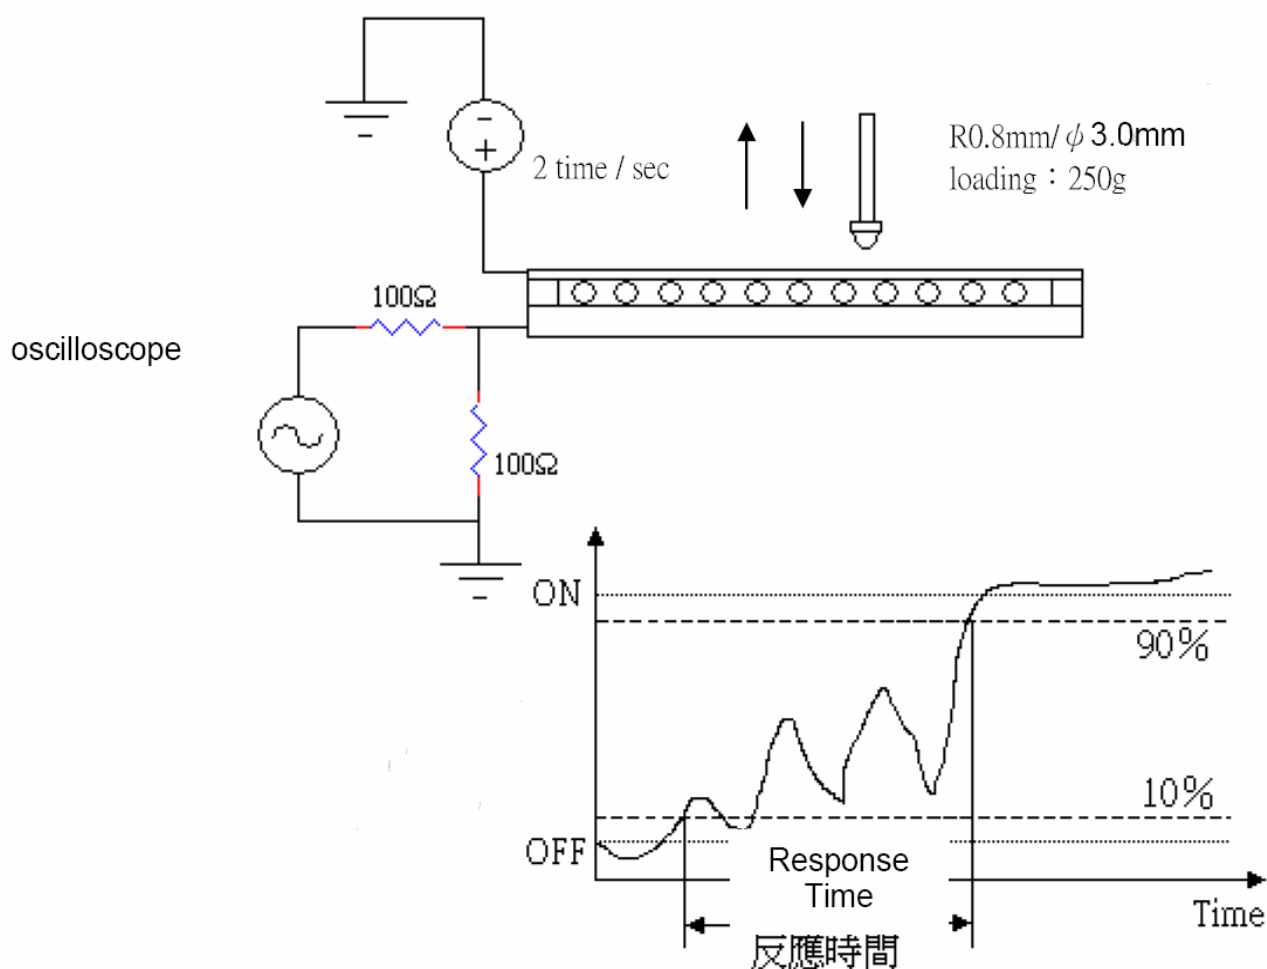 -
+
2 time / sec
R0.8mm/ φ 3.0mm
loading：250g
100Ω
oscilloscope
100Ω
ON
90%
10%
OFF
Response
Time
Time
反應時間